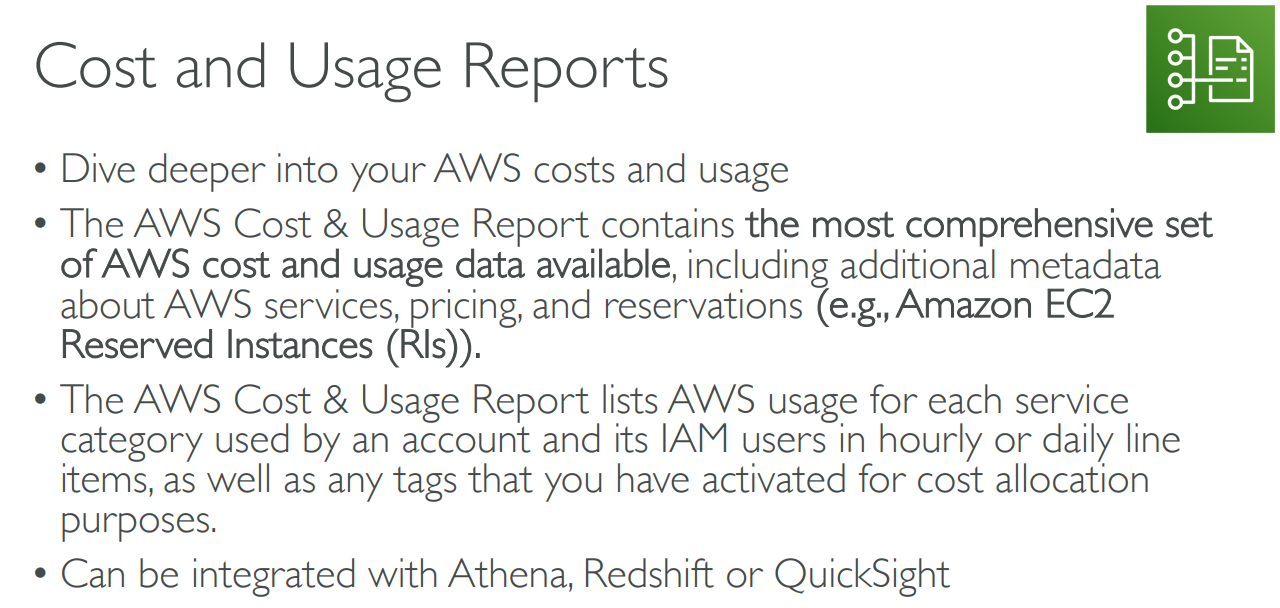 Cost and Usage Reports
• Dive deeper into your AWS costs and usage
• The AWS Cost & Usage Report contains the most comprehensive set
of AWS cost and usage data available, including additional metadata
about AWS services, pricing, and reservations (e.g., Amazon EC2
Reserved Instances (RIs)).
• The AWS Cost & Usage Report lists AWS usage for each service
category used by an account and its IAM users in hourly or daily line
items, as well as any tags that you have activated for cost allocation
purposes.
• Can be integrated with Athena, Redshift or QuickSight